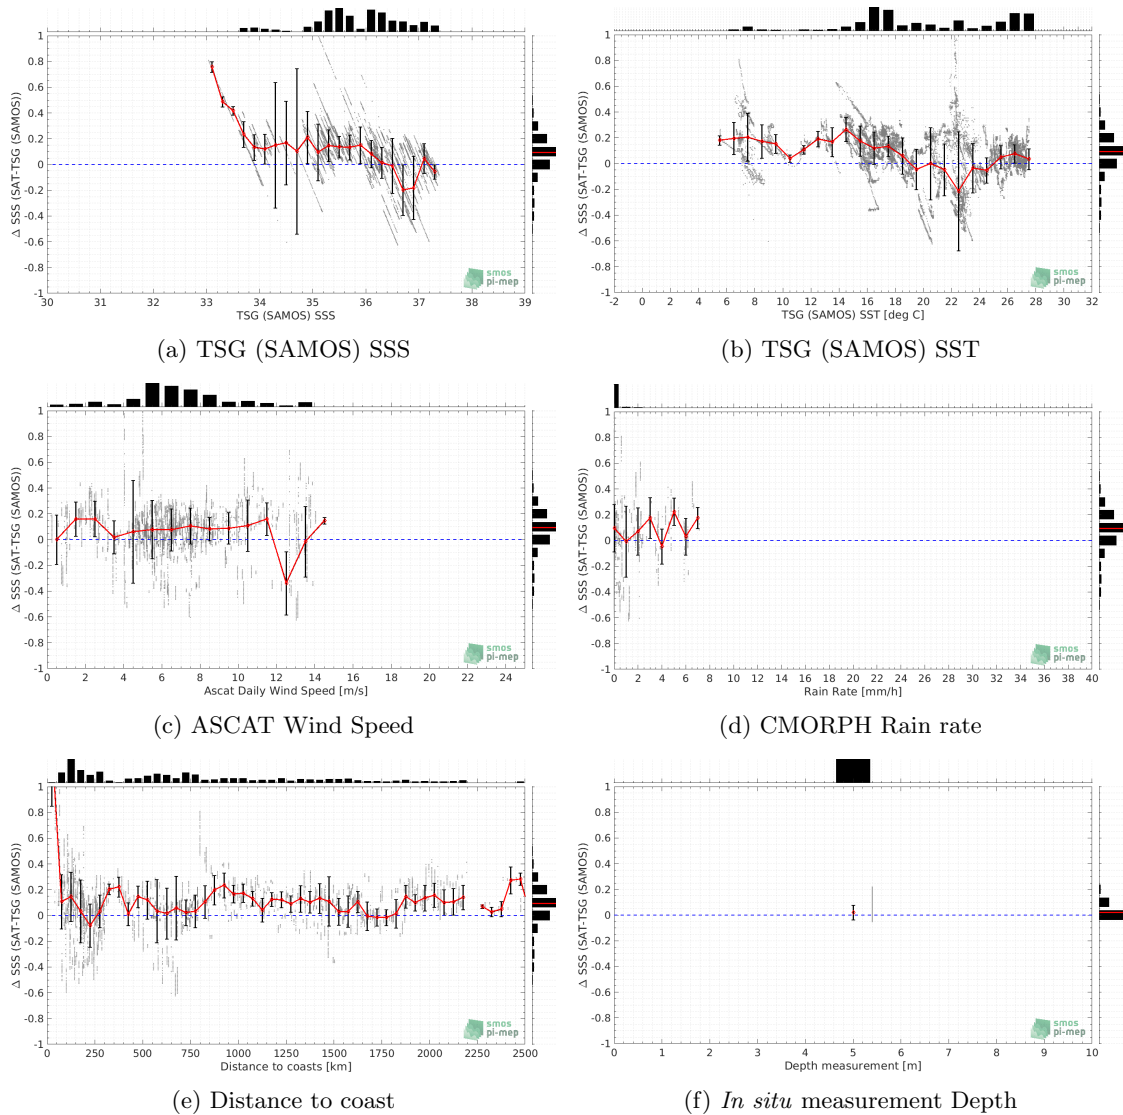 1
0.8
0.6
0.4
0.2
0
-0.2
-0.4
-0.6
-0.8
-1
Δ SSS (SAT-TSG (SAMOS))
30 31 32 33 34 35 36 37 38 39
TSG (SAMOS) SSS
smos
pi-mep
(a) TSG (SAMOS) SSS
1
0.8
0.6
0.4
0.2
0
-0.2
-0.4
-0.6
-0.8
-1
Δ SSS (SAT-TSG (SAMOS))
-2 0 2 4 6 8 10 12 14 16 18 20 22 24 26 28 30 32
TSG (SAMOS) SST [deg C]
smos
pi-mep
(b) TSG (SAMOS) SST
1
0.8
0.6
0.4
0.2
0
-0.2
-0.4
-0.6
-0.8
-1
Δ SSS (SAT-TSG (SAMOS))
0 2 4 6 8 10 12 14 16 18 20 22 24
Ascat Daily Wind Speed [m/s]
smos
pi-mep
(c) ASCAT Wind Speed
1
0.8
0.6
0.4
0.2
0
-0.2
-0.4
-0.6
-0.8
-1
Δ SSS (SAT-TSG (SAMOS))
0 2 4 6 8 10 12 14 16 18 20 22 24 26 28 30 32 34 36 38 40
Rain Rate [mm/h]
smos
pi-mep
(d) CMORPH Rain rate
1
0.8
0.6
0.4
0.2
0
-0.2
-0.4
-0.6
-0.8
-1
Δ SSS (SAT-TSG (SAMOS))
0 250 500 750 1000 1250 1500 1750 2000 2250 2500
Distance to coasts [km]
smos
pi-mep
(e) Distance to coast
1
0.8
0.6
0.4
0.2
0
-0.2
-0.4
-0.6
-0.8
-1
Δ SSS (SAT-TSG (SAMOS))
0 1 2 3 4 5 6 7 8 9 10
Depth measurement [m]
smos
pi-mep
(f) In situ measurement Depth